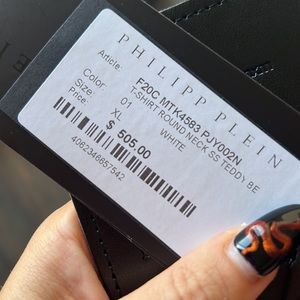 PHILIPP PLEIN
Article: F20C MTK4583 PJY002N
T-SHIRT ROUND NECK SS TEDDY BE
Color: 01 WHITE
Size: XL
Price: $ 505.00
4062346857542